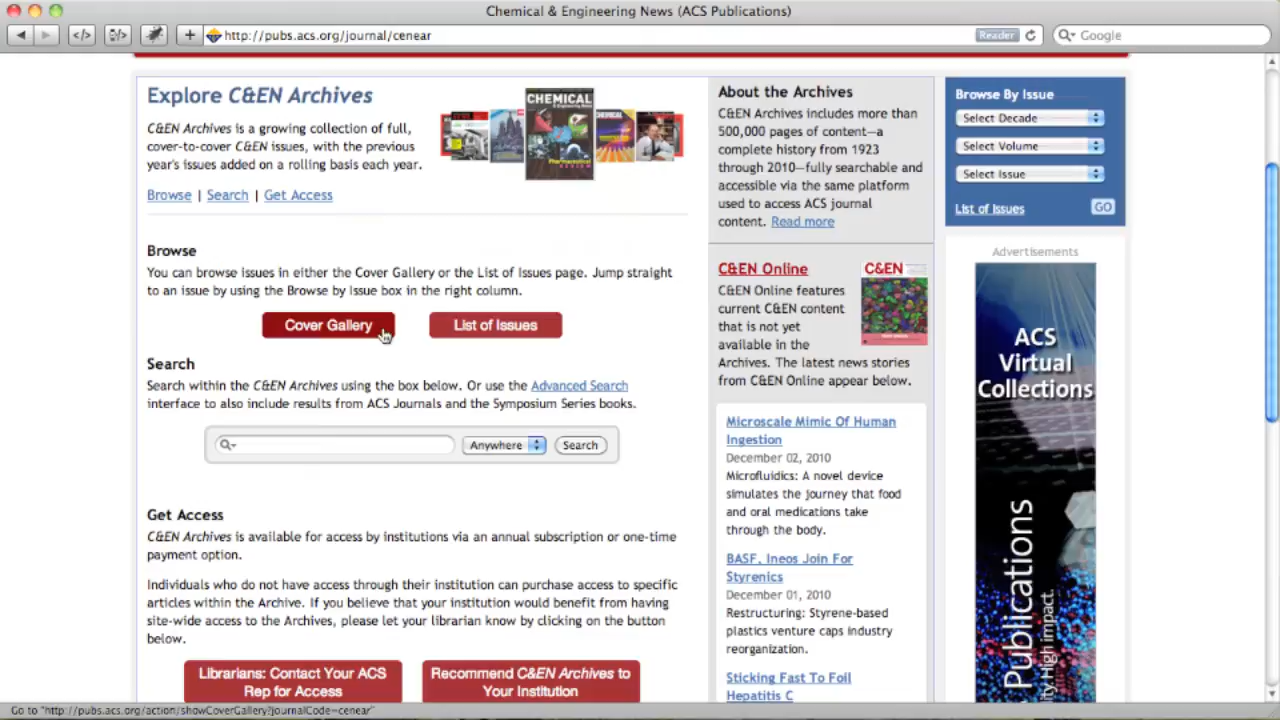 Chemical & Engineering News (ACS Publications)
http://pubs.acs.org/journal/cenear
Reader
Google
Explore C&EN Archives
C&EN Archives is a growing collection of full,
cover-to-cover C&EN issues, with the previous
year's issues added on a rolling basis each year.
Browse | Search | Get Access
CHEMICAL
Browse
You can browse issues in either the Cover Gallery or the List of Issues page. Jump straight
to an issue by using the Browse by Issue box in the right column.
Cover Gallery
List of Issues
Search
Search within the C&EN Archives using the box below. Or use the Advanced Search
interface to also include results from ACS Journals and the Symposium Series books.
Anywhere
Search
Get Access
C&EN Archives is available for access by institutions via an annual subscription or one-time
payment option.
Individuals who do not have access through their institution can purchase access to specific
articles within the Archive. If you believe that your institution would benefit from having
site-wide access to the Archives, please let your librarian know by clicking on the button
below.
Librarians: Contact Your ACS
Rep for Access
Recommend C&EN Archives to
Your Institution
About the Archives
C&EN Archives includes more than
500,000 pages of content—a
complete history from 1923
through 2010—fully searchable and
accessible via the same platform
used to access ACS journal
content. Read more
C&EN Online
C&EN
C&EN Online features
current C&EN content
that is not yet
available in the
Archives. The latest news stories
from C&EN Online appear below.
Microscale Mimic Of Human
Ingestion
December 02, 2010
Microfluidics: A novel device
simulates the journey that food
and oral medications take
through the body.
BASF, Ineos Join For
Styrenics
December 01, 2010
Restructuring: Styrene-based
plastics venture caps industry
reorganization.
Sticking Fast To Foil
Hepatitis C
Browse By Issue
Select Decade
Select Volume
Select Issue
List of Issues
GO
Advertisements
ACS
Virtual
Collections
Publications
High impact.
Go to "http://pubs.acs.org/action/showCoverGallery?journalCode=cenear"